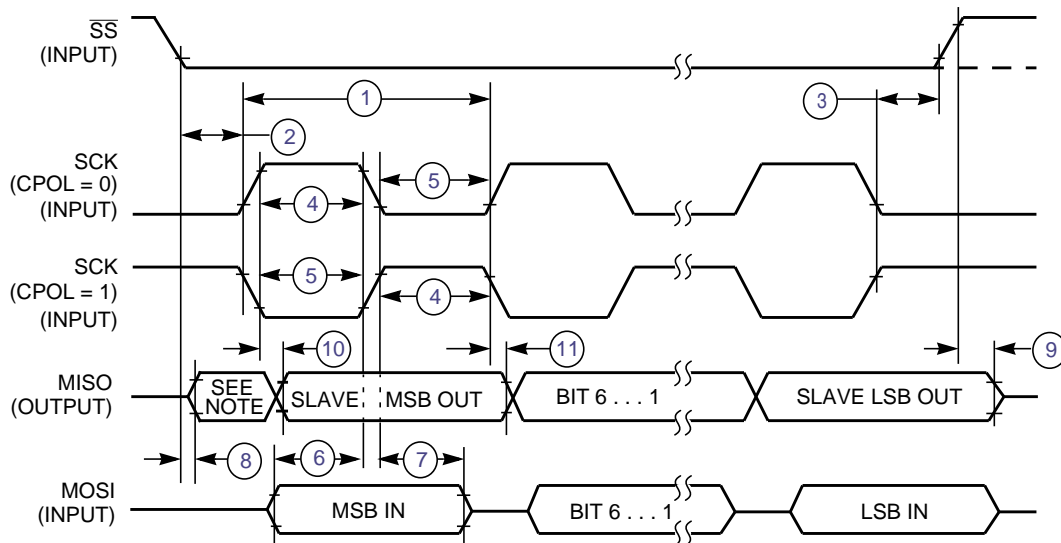 SS
(INPUT)
1
3
2
SCK
(CPOL = 0)
(INPUT)
5
4
SCK
(CPOL = 1)
(INPUT)
5
4
10
11
9
MISO
(OUTPUT)
SEE
NOTE
SLAVE
MSB OUT
BIT 6 . . . 1
SLAVE LSB OUT
8
6
7
MOSI
(INPUT)
MSB IN
BIT 6 . . . 1
LSB IN